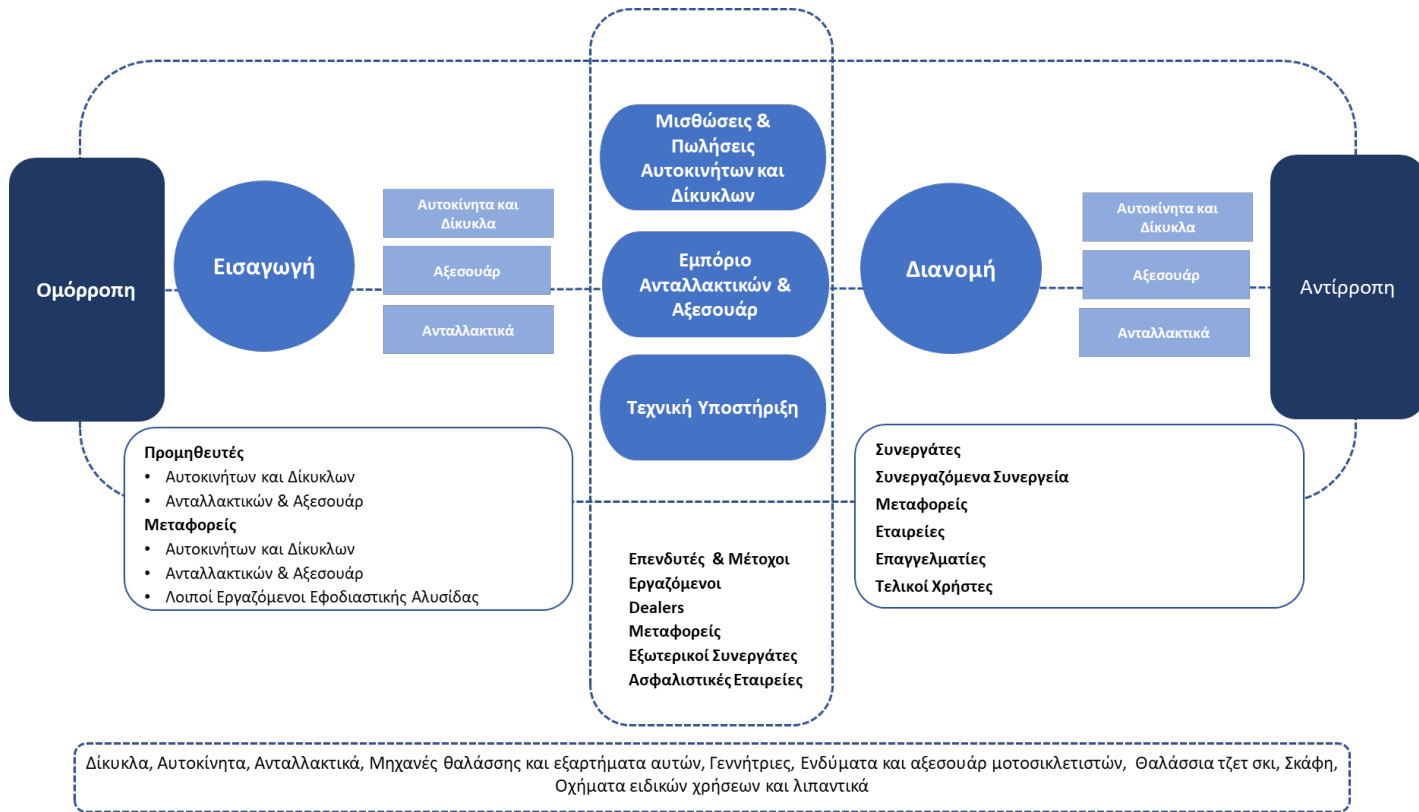 Ομόρροπη
Εισαγωγή
Αυτοκίνητα και
Δίκυκλα
Αξεσουάρ
Ανταλλακτικά
Μισθώσεις &
Πωλήσεις
Αυτοκινήτων και
Δίκυκλων
Εμπόριο
Ανταλλακτικών &
Αξεσουάρ
Τεχνική Υποστήριξη
Διανομή
Αυτοκίνητα και
Δίκυκλα
Αξεσουάρ
Ανταλλακτικά
Αντίρροπη
Προμηθευτές
• Αυτοκινήτων και Δίκυκλων
• Ανταλλακτικών & Αξεσουάρ
Μεταφορείς
• Αυτοκινήτων και Δίκυκλων
• Ανταλλακτικών & Αξεσουάρ
• Λοιποί Εργαζόμενοι Εφοδιαστικής Αλυσίδας
Επενδυτές & Μέτοχοι
Εργαζόμενοι
Dealers
Μεταφορείς
Εξωτερικοί Συνεργάτες
Ασφαλιστικές Εταιρείες
Συνεργάτες
Συνεργαζόμενα Συνεργεία
Μεταφορείς
Εταιρείες
Επαγγελματίες
Τελικοί Χρήστες
Δίκυκλα, Αυτοκίνητα, Ανταλλακτικά, Μηχανές θαλάσσης και εξαρτήματα αυτών, Γεννήτριες, Ενδύματα και αξεσουάρ μοτοσικλετιστών, Θαλάσσια τζετ σκι, Σκάφη,
Οχήματα ειδικών χρήσεων και λιπαντικά